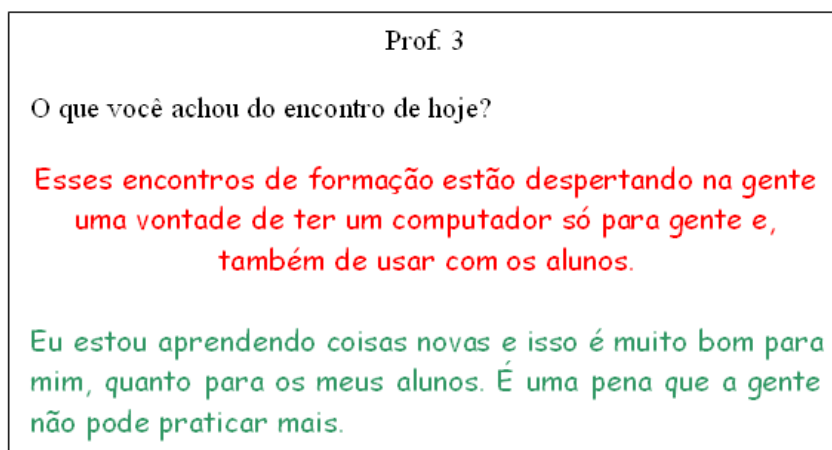 Prof. 3
O que você achou do encontro de hoje?
Esses encontros de formação estão despertando na gente
uma vontade de ter um computador só para gente e,
também de usar com os alunos.
Eu estou aprendendo coisas novas e isso é muito bom para
mim, quanto para os meus alunos. É uma pena que a gente
não pode praticar mais.